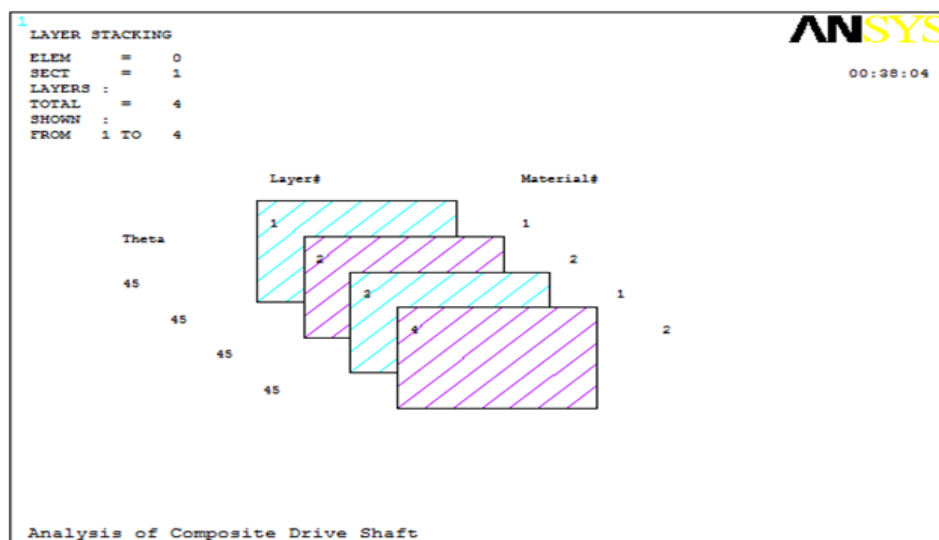 1
LAYER STACKING
ANSYS
ELEM = 0
SECT = 1
LAYERS :
TOTAL = 4
SHOWN :
FROM 1 TO 4
00:38:04
Layer# Material#
1 1
Theta
2 2
45
3 1
45
4 2
45
45
Analysis of Composite Drive Shaft